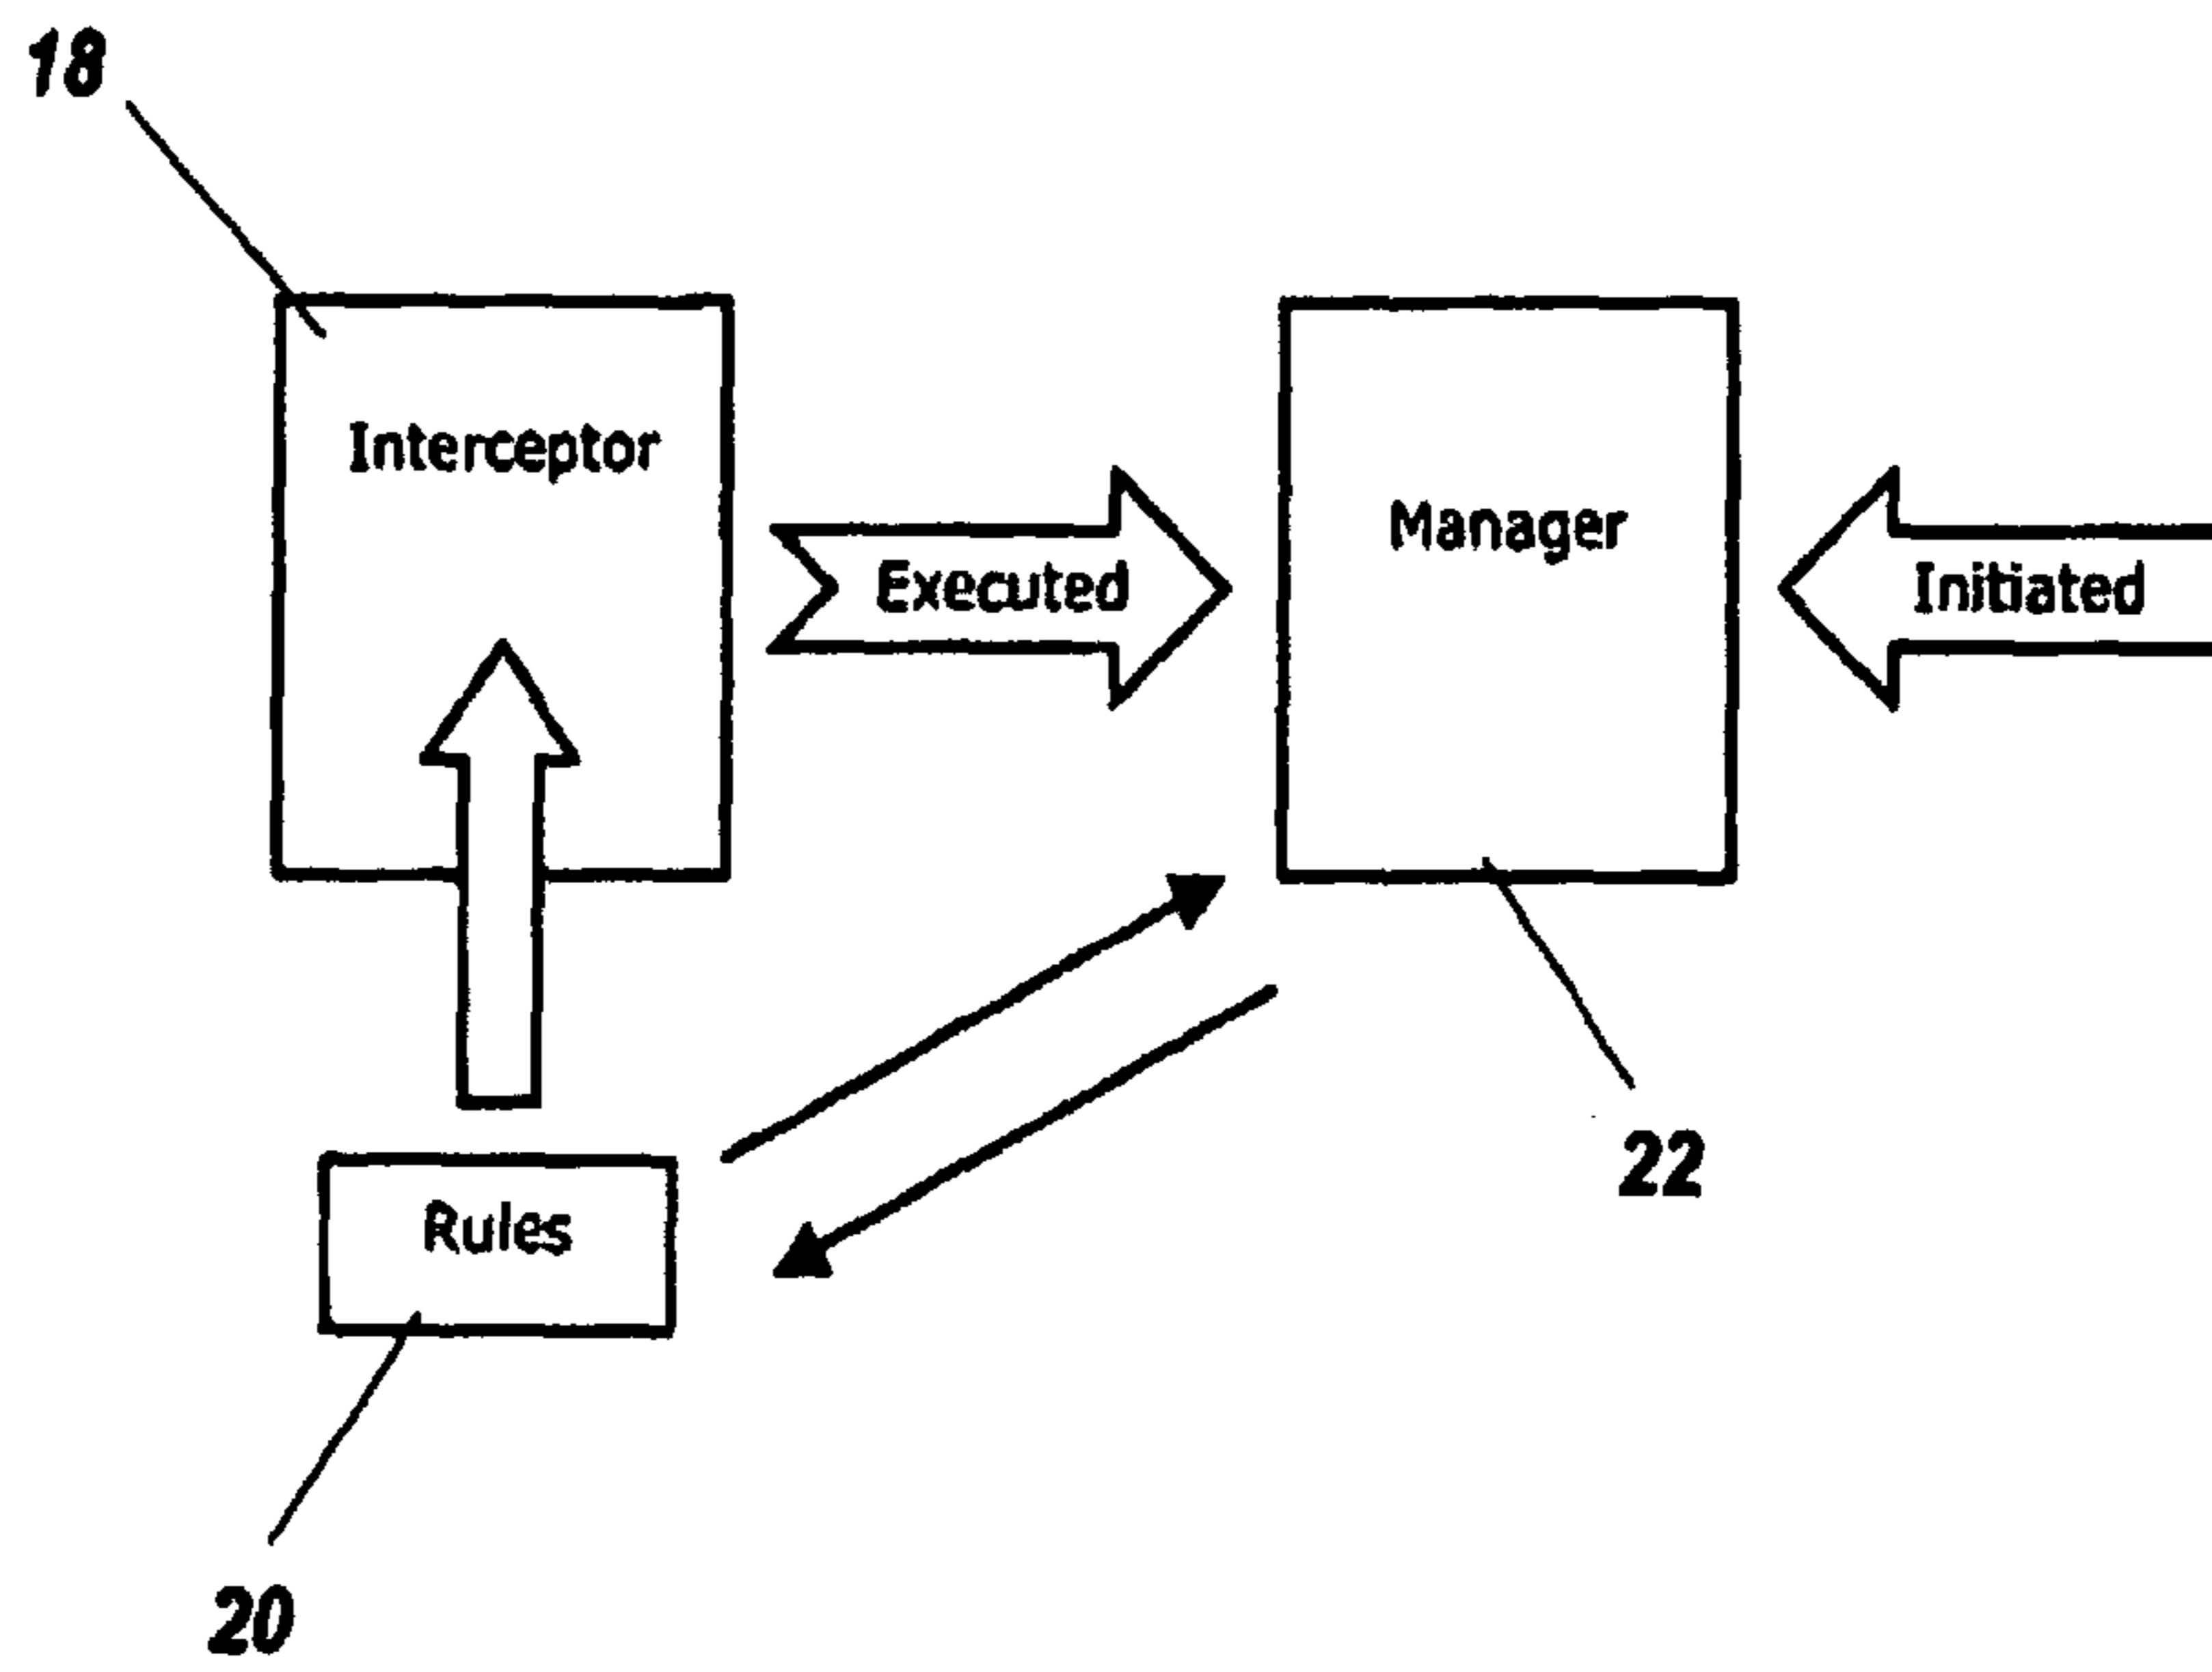 18
Interceptor
Manager
Executed
Initiated
22
Rules
20